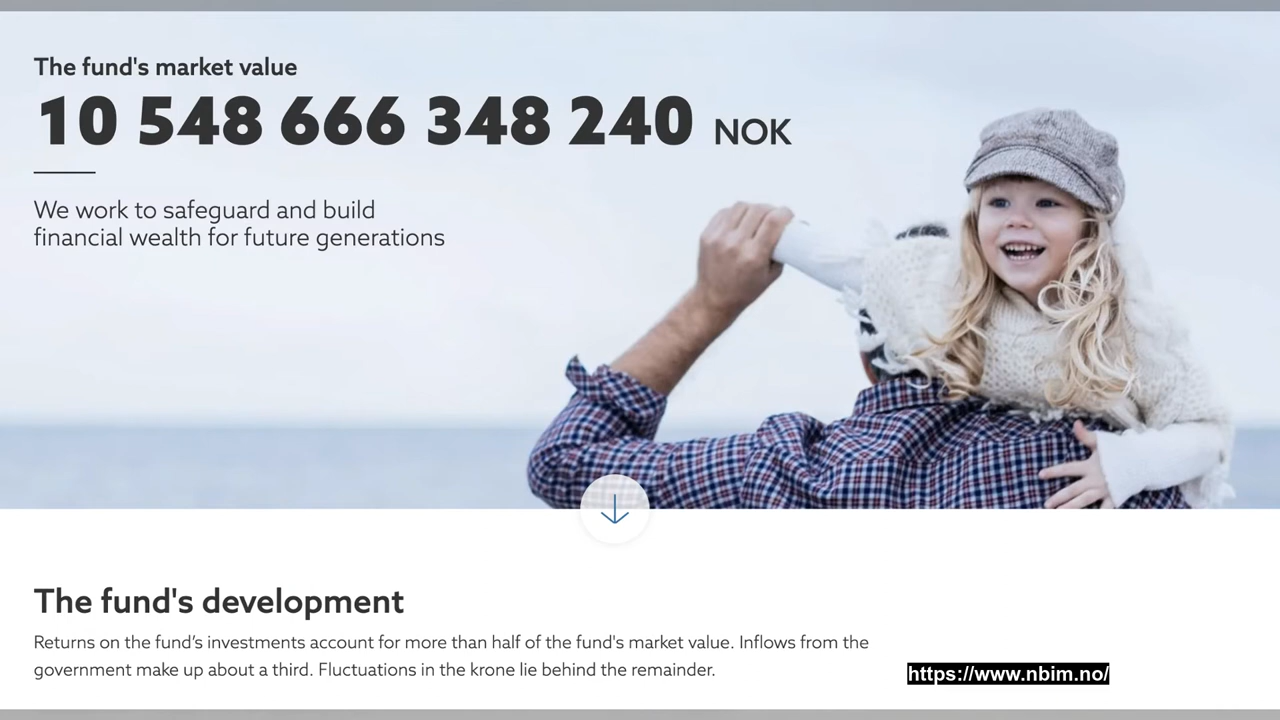 The fund's market value
10 548 666 348 240 NOK
We work to safeguard and build
financial wealth for future generations
The fund's development
Returns on the fund’s investments account for more than half of the fund's market value. Inflows from the
government make up about a third. Fluctuations in the krone lie behind the remainder.
https://www.nbim.no/